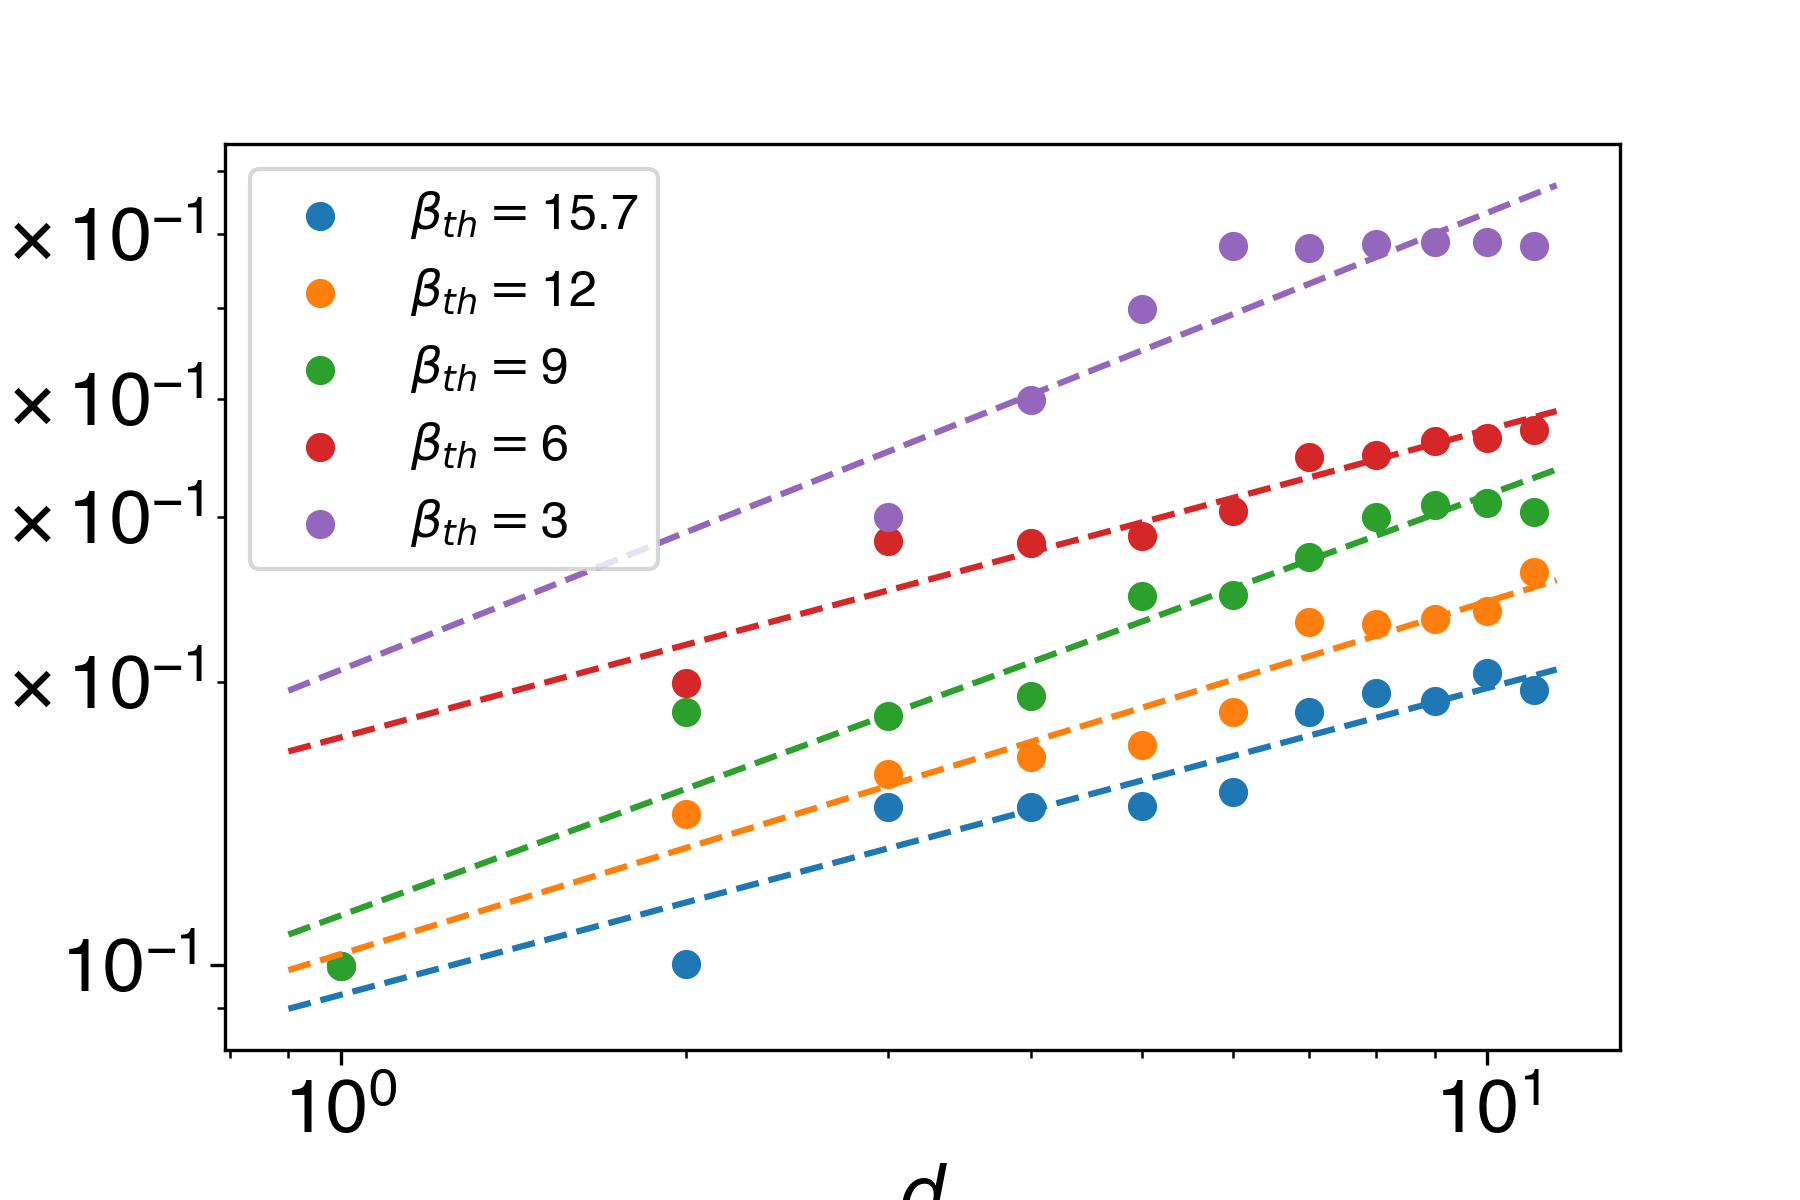 × 10⁻¹
× 10⁻¹
× 10⁻¹
× 10⁻¹
10⁻¹
β_th = 15.7
β_th = 12
β_th = 9
β_th = 6
β_th = 3
10⁰ 10¹
d